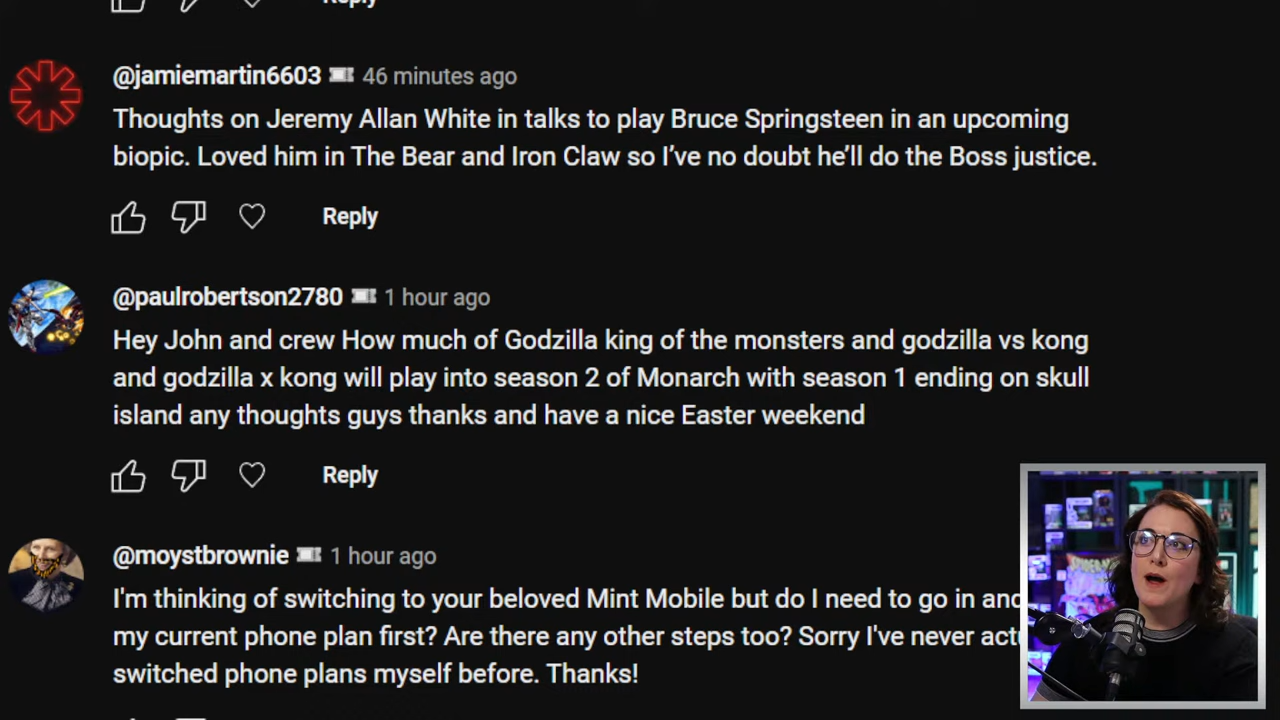 Reply
@jamiemartin6603 46 minutes ago
Thoughts on Jeremy Allan White in talks to play Bruce Springsteen in an upcoming
biopic. Loved him in The Bear and Iron Claw so I’ve no doubt he’ll do the Boss justice.
Reply
@paulrobertson2780 1 hour ago
Hey John and crew How much of Godzilla king of the monsters and godzilla vs kong
and godzilla x kong will play into season 2 of Monarch with season 1 ending on skull
island any thoughts guys thanks and have a nice Easter weekend
Reply
@moystbrownie 1 hour ago
I'm thinking of switching to your beloved Mint Mobile but do I need to go in and
my current phone plan first? Are there any other steps too? Sorry I've never
switched phone plans myself before. Thanks!